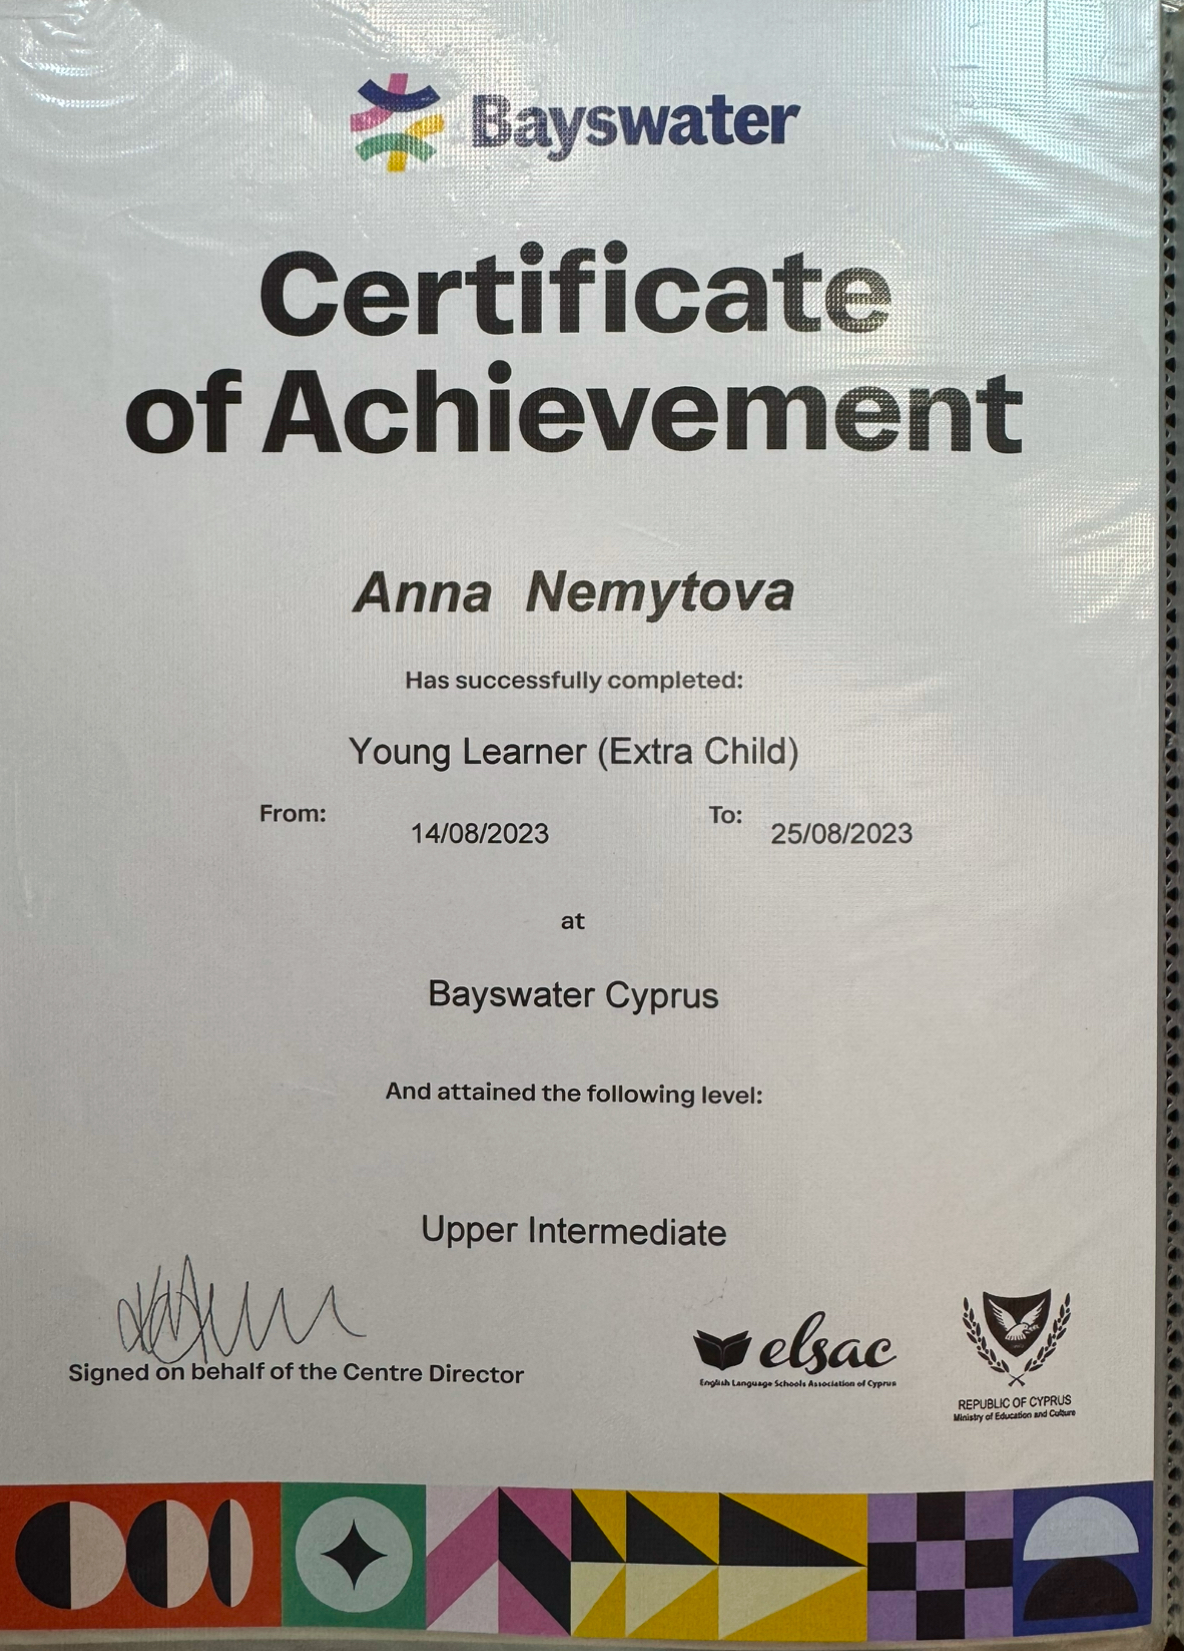 Bayswater
Certificate
of Achievement
Anna Nemytova
Has successfully completed:
Young Learner (Extra Child)
From: 14/08/2023 To: 25/08/2023
at
Bayswater Cyprus
And attained the following level:
Upper Intermediate
Signed on behalf of the Centre Director
elsac
English Language Schools Association of Cyprus
REPUBLIC OF CYPRUS
Ministry of Education and Culture